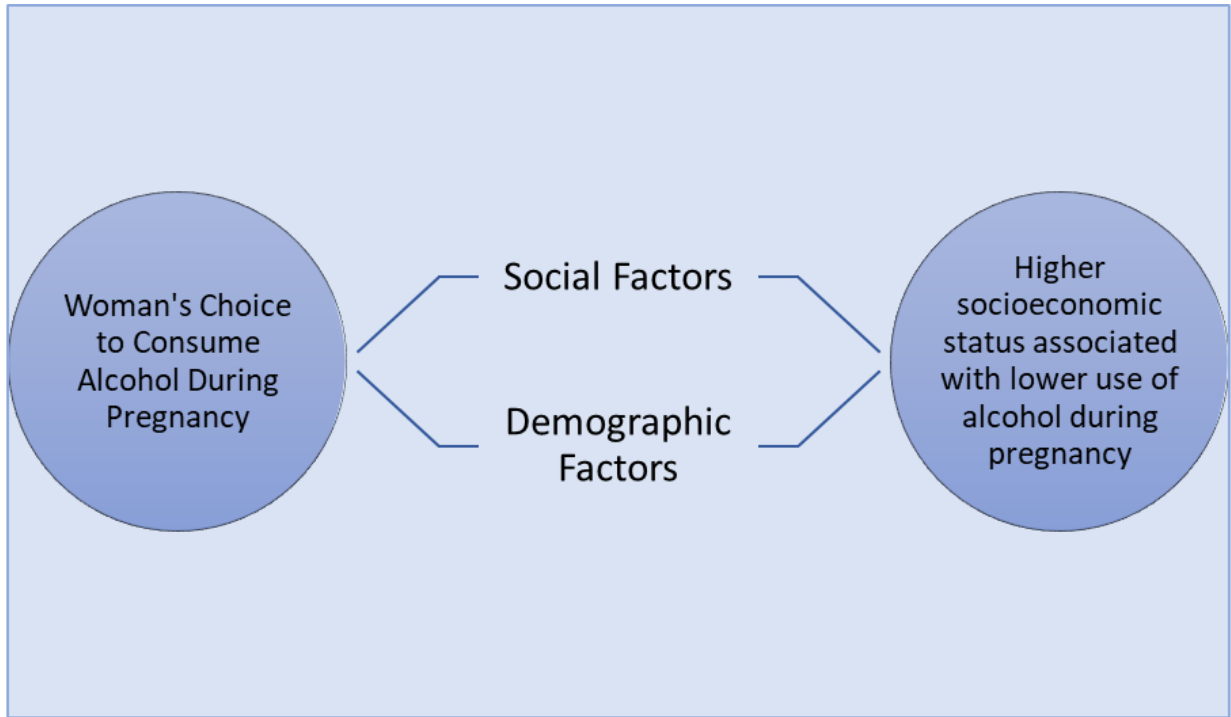 Woman's Choice
to Consume
Alcohol During
Pregnancy
Social Factors
Demographic
Factors
Higher
socioeconomic
status associated
with lower use of
alcohol during
pregnancy